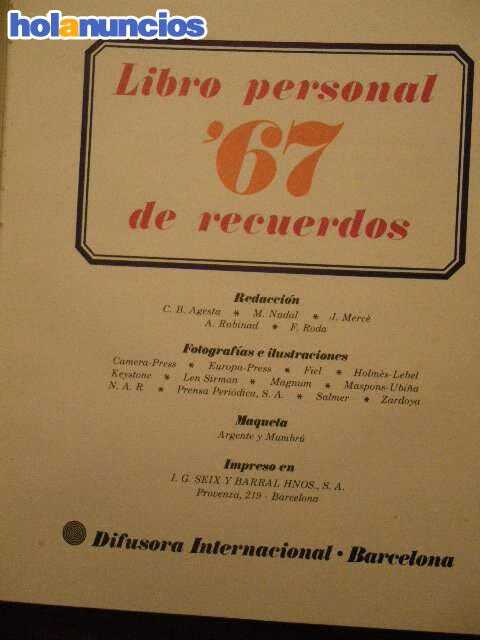 holanuncios
Libro personal
'67
de recuerdos
Redacción
C. B. Agesta * M. Nadal * J. Mercé
A. Rabinad * F. Roda
Fotografías e ilustraciones
Camera-Press * Europa-Press * Fiel * Holmès-Lebel
Keystone * Len Sirman * Magnum * Maspons-Ubiña
N. A. R. * Prensa Periódica, S. A. * Salmer * Zardoya
Maqueta
Argente y Mumbrú
Impreso en
I. G. SEIX Y BARRAL HNOS., S. A.
Provenza, 219 - Barcelona
Difusora Internacional · Barcelona